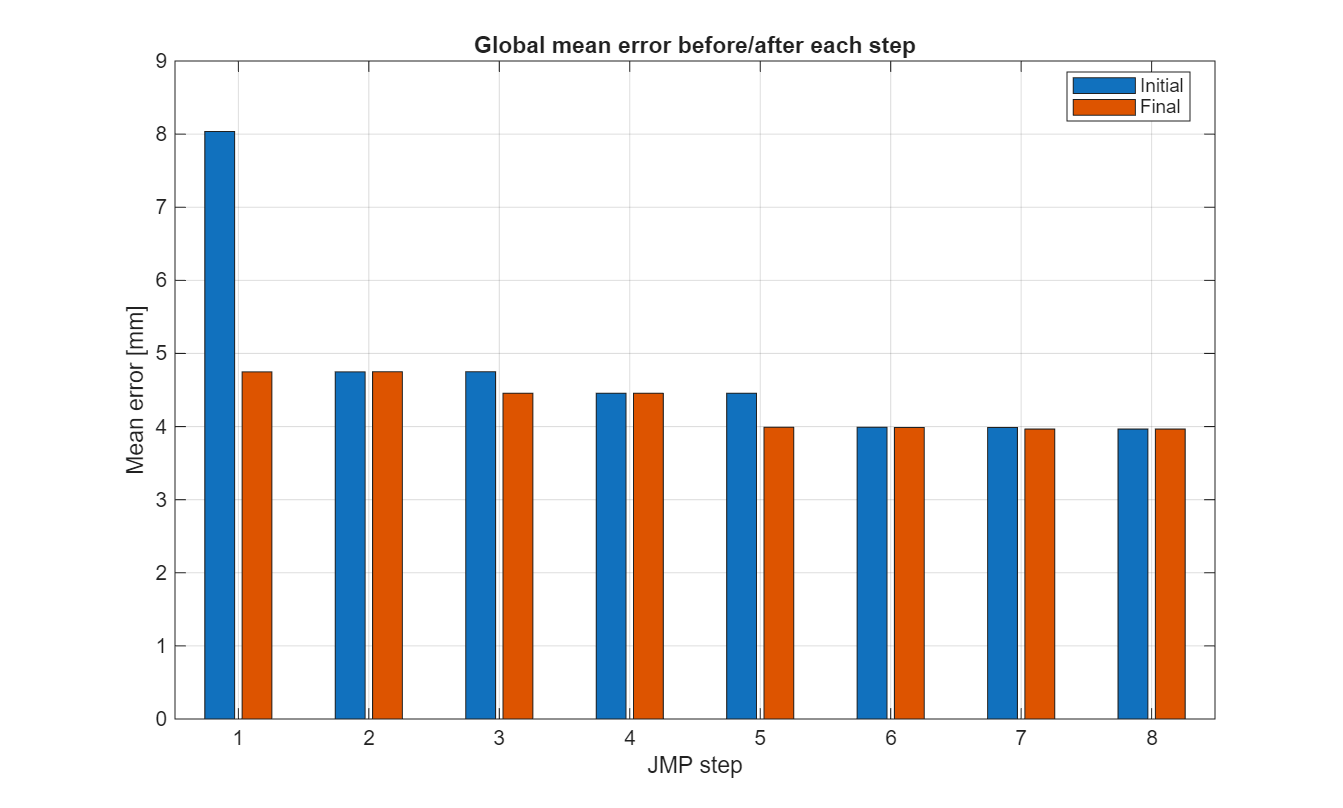 Global mean error before/after each step
Initial
Final
9
8
7
6
5
4
3
2
1
0
Mean error [mm]
1 2 3 4 5 6 7 8
JMP step